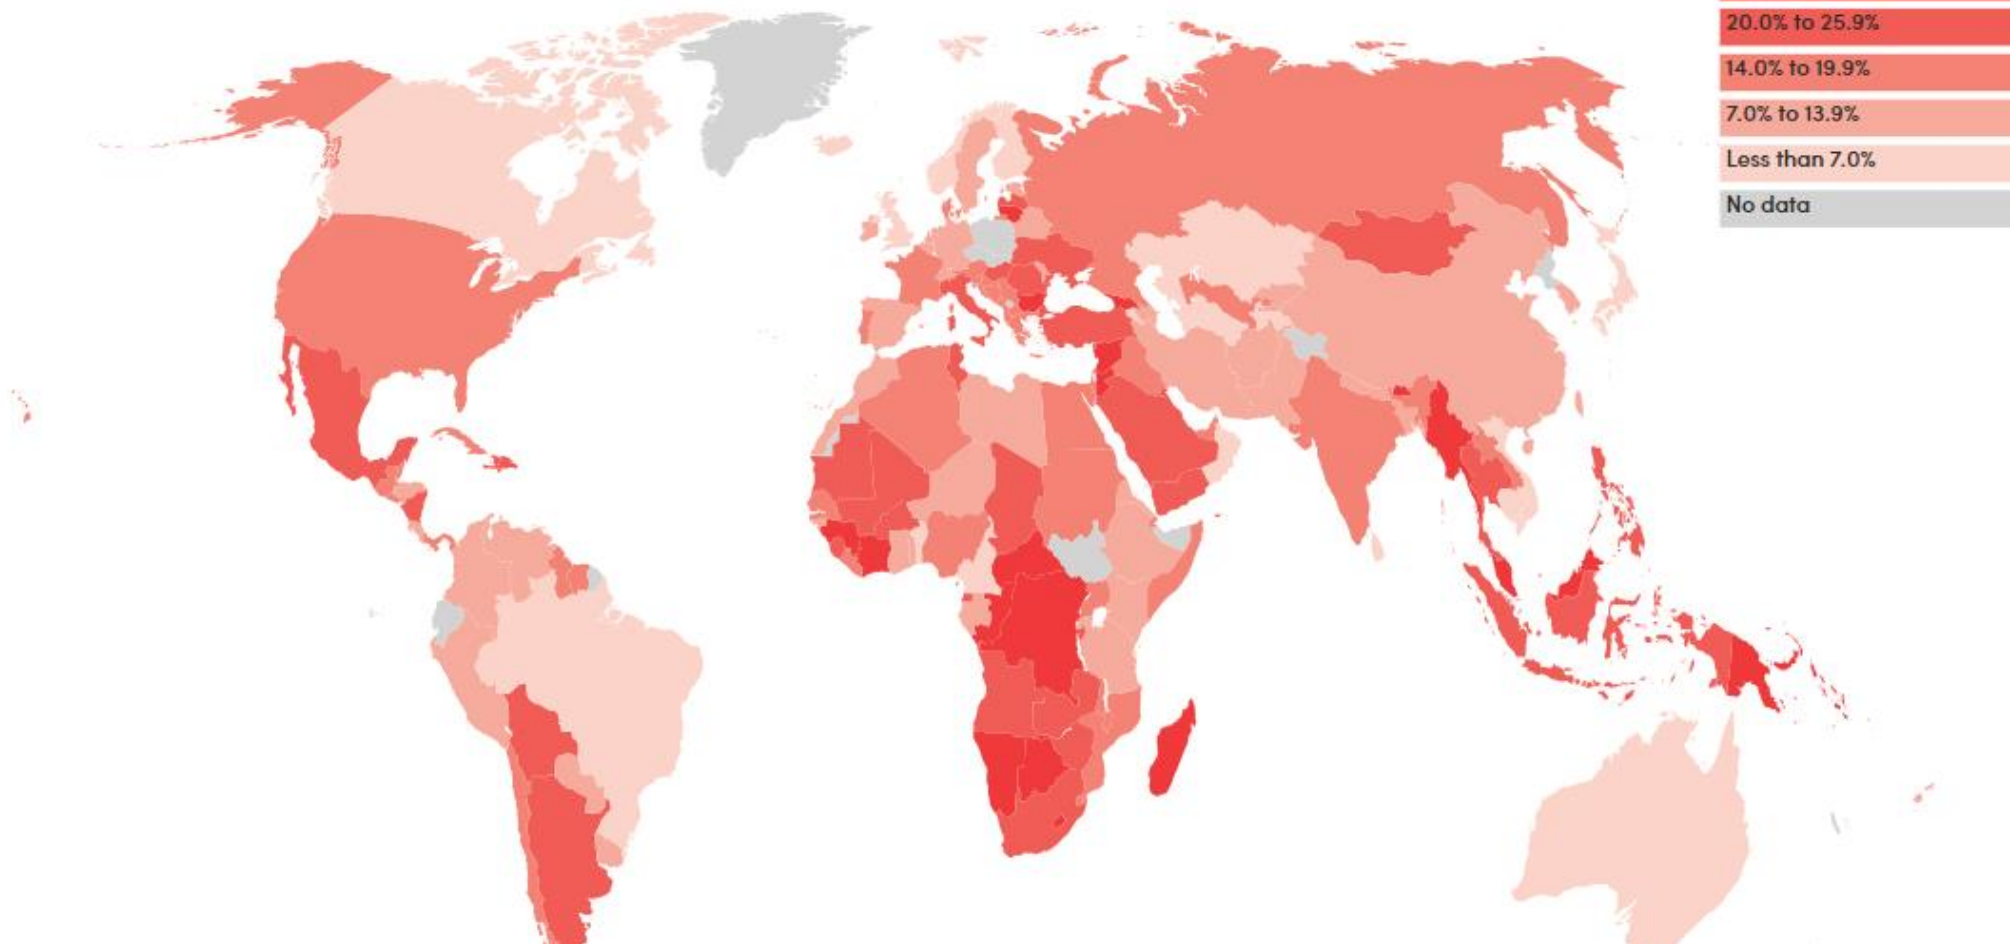 20.0% to 25.9%
14.0% to 19.9%
7.0% to 13.9%
Less than 7.0%
No data